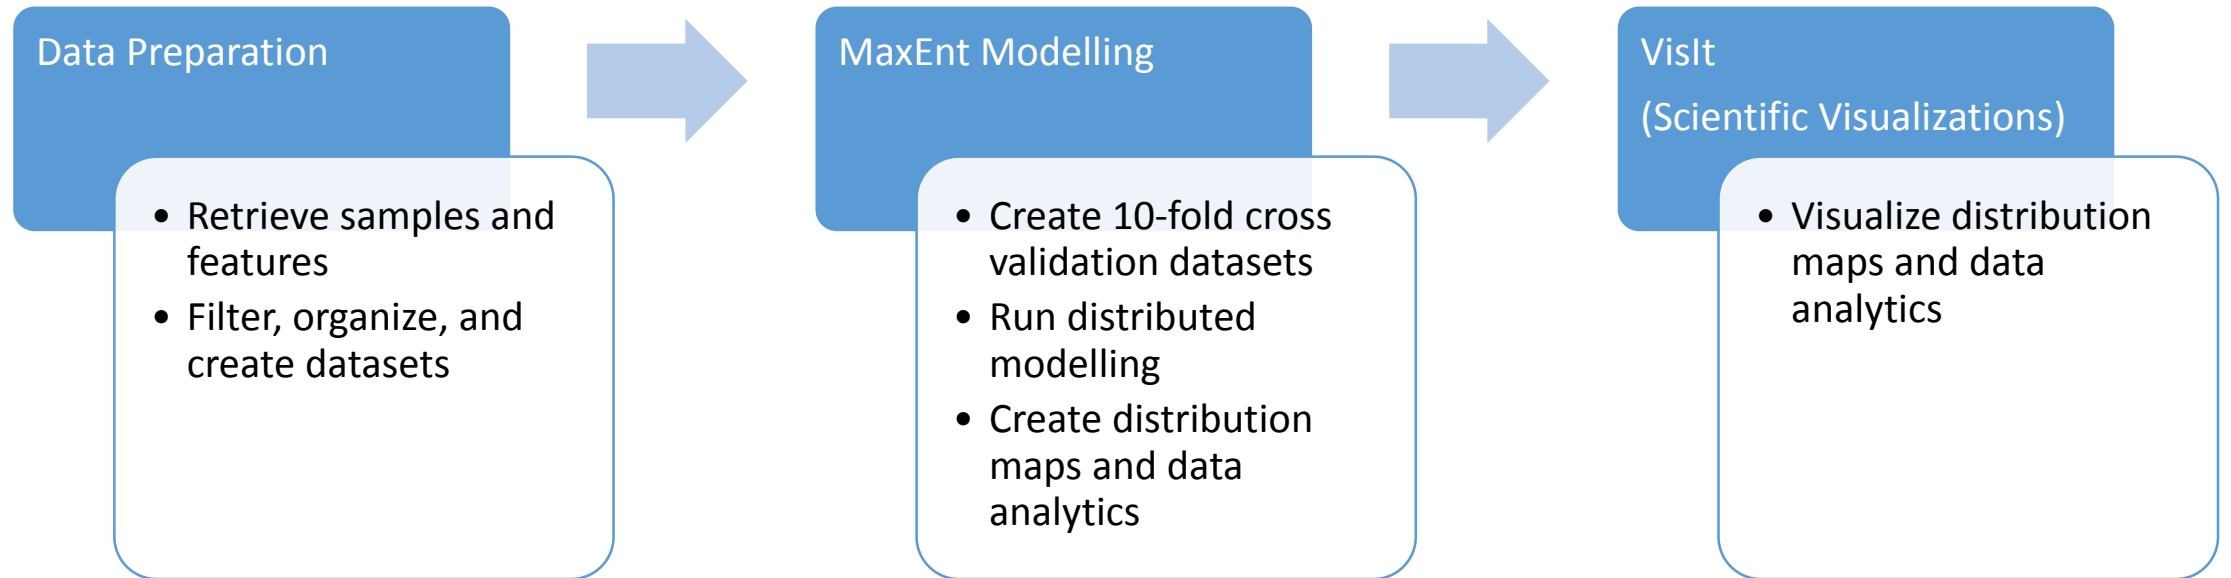 Data Preparation
• Retrieve samples and
features
• Filter, organize, and
create datasets
MaxEnt Modelling
• Create 10-fold cross
validation datasets
• Run distributed
modelling
• Create distribution
maps and data
analytics
VisIt
(Scientific Visualizations)
• Visualize distribution
maps and data
analytics